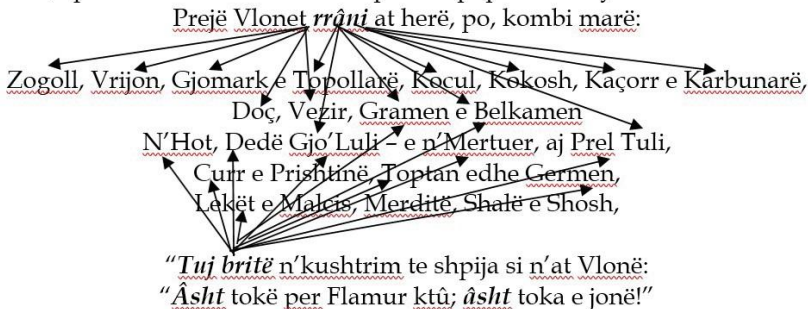 Prejë Vlonet rrâni at herë, po, kombi marë:
Zogoll, Vrijon, Gjomark e Topollarë, Kocul, Kokosh, Kaçorr e Karbunarë,
Doç, Vezir, Gramen e Belkamen
N’Hot, Dedë Gjo’Luli – e n’Mertuer, aj Prel Tuli,
Curr e Prishtinë, Toptan edhe Germen,
Lekët e Malcis, Merditë, Shalë e Shosh,
“Tuj britë n’kushtrim te shpija si n’at Vlonë:
“Âsht tokë per Flamur ktû; âsht toka e jonë!”